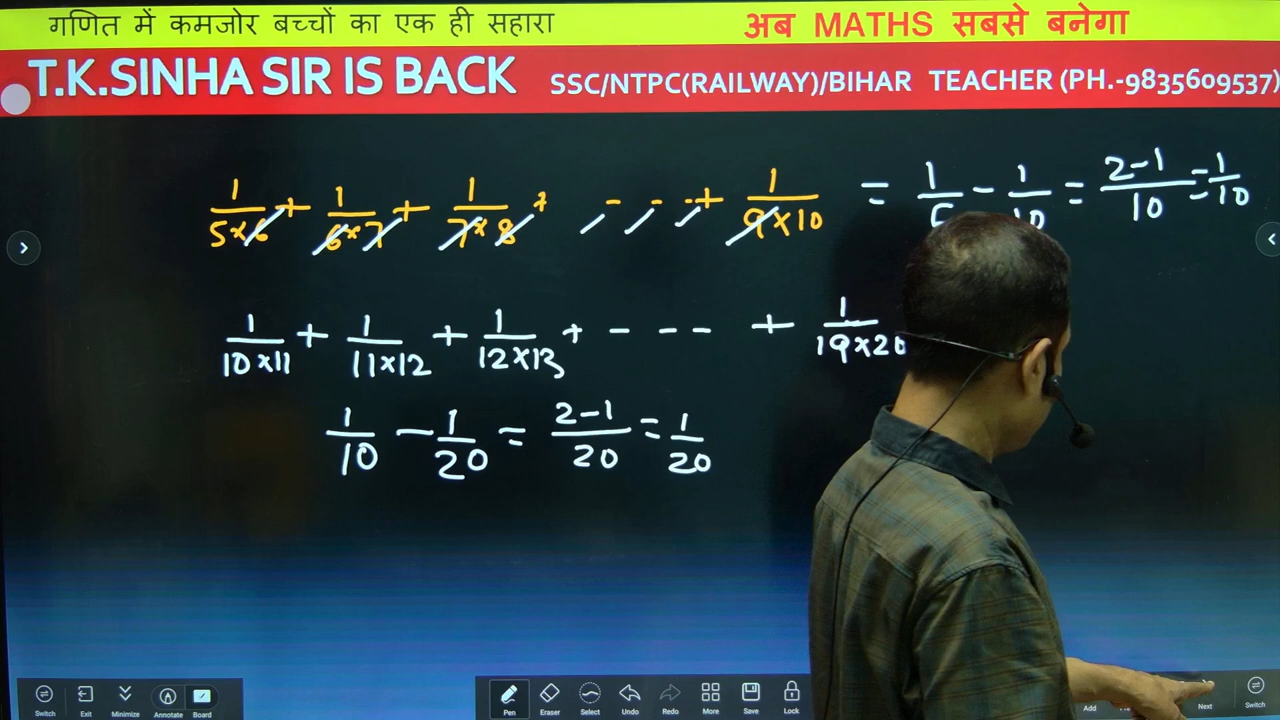 गणित में कमजोर बच्चों का एक ही सहारा अब MATHS सबसे बनेगा
T.K.SINHA SIR IS BACK SSC/NTPC(RAILWAY)/BIHAR TEACHER (PH.-9835609537)
1/5×6 + 1/6×7 + 1/7×8 + - - - + 1/9×10 = 1/5 - 1/10 = 2-1/10 = 1/10
1/10×11 + 1/11×12 + 1/12×13 + - - - + 1/19×20
1/10 - 1/20 = 2-1/20 = 1/20
Switch Exit Minimize Annotate Board Pen Eraser Select Undo Redo More Save Lock Add Next Switch